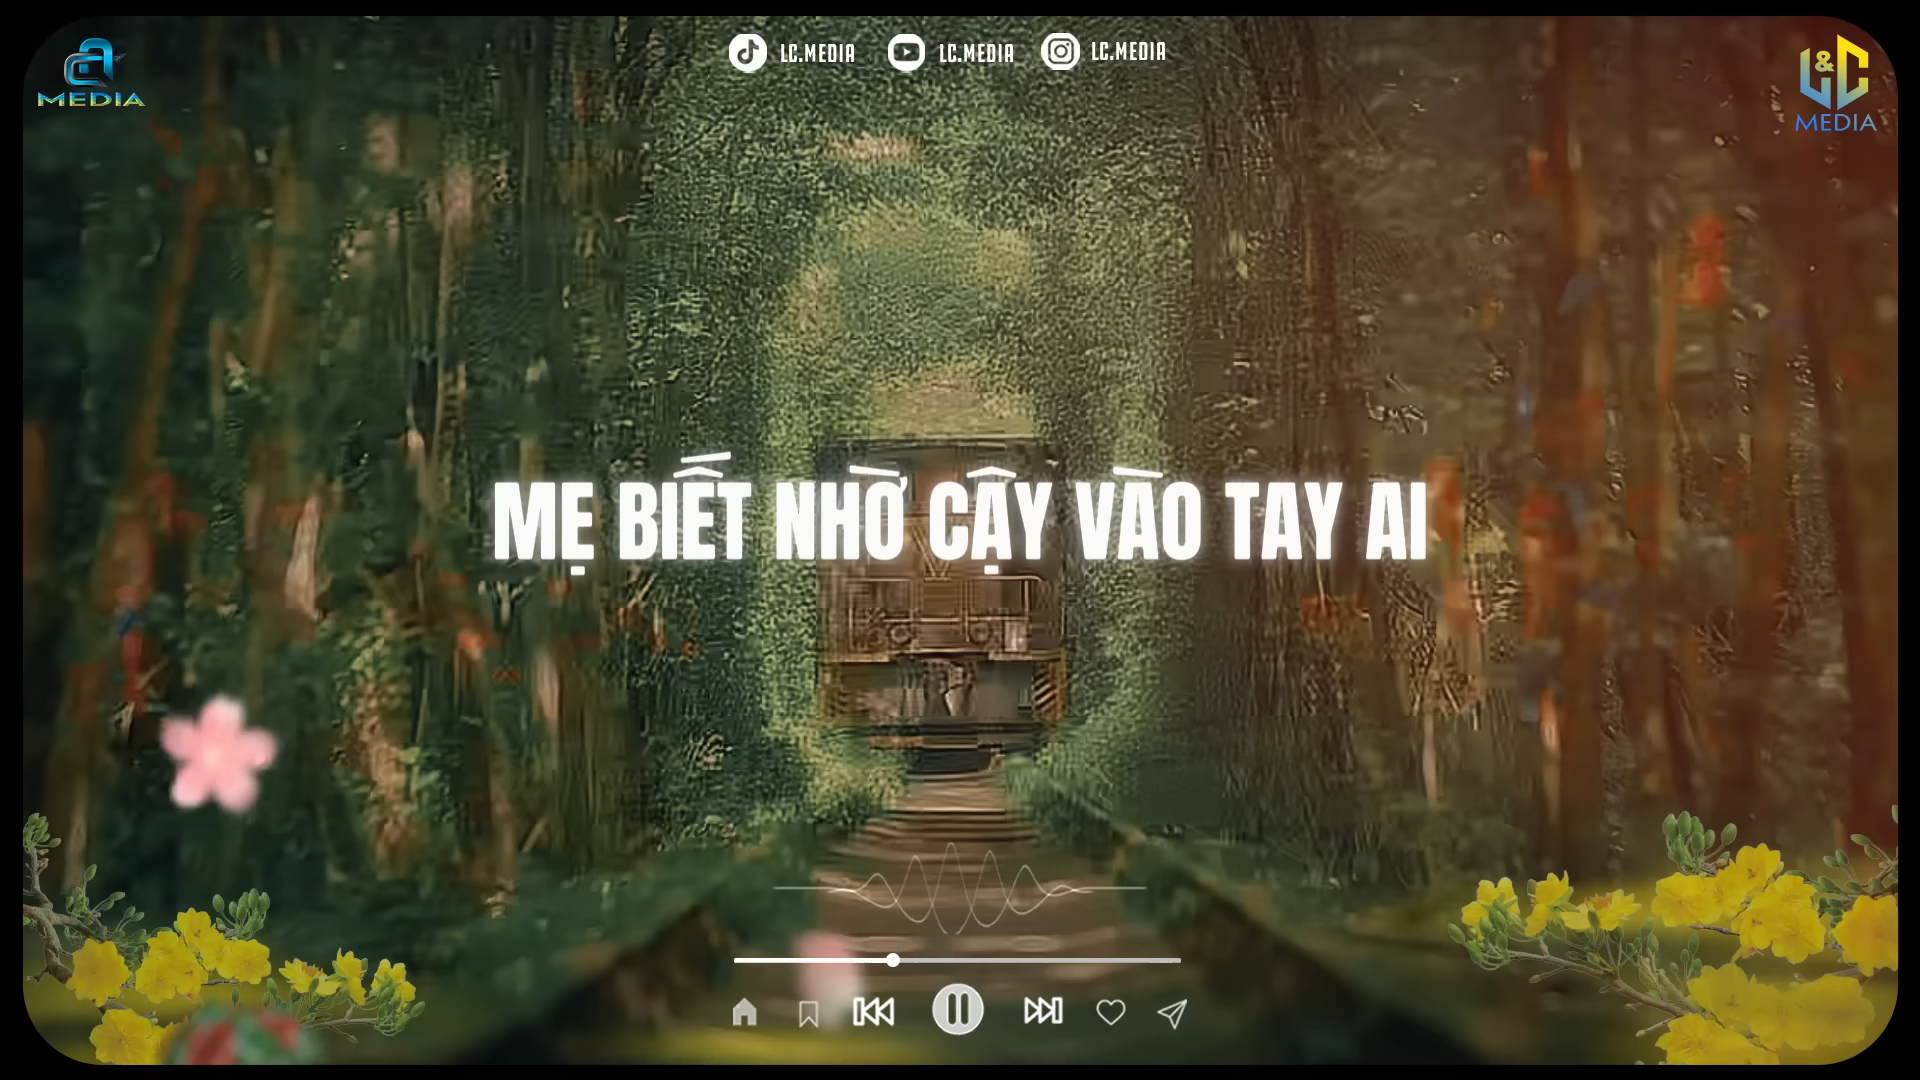 a
MEDIA
LC.MEDIA
LC.MEDIA
LC.MEDIA
L&C
MEDIA
MẸ BIẾT NHỜ CẬY VÀO TAY AI